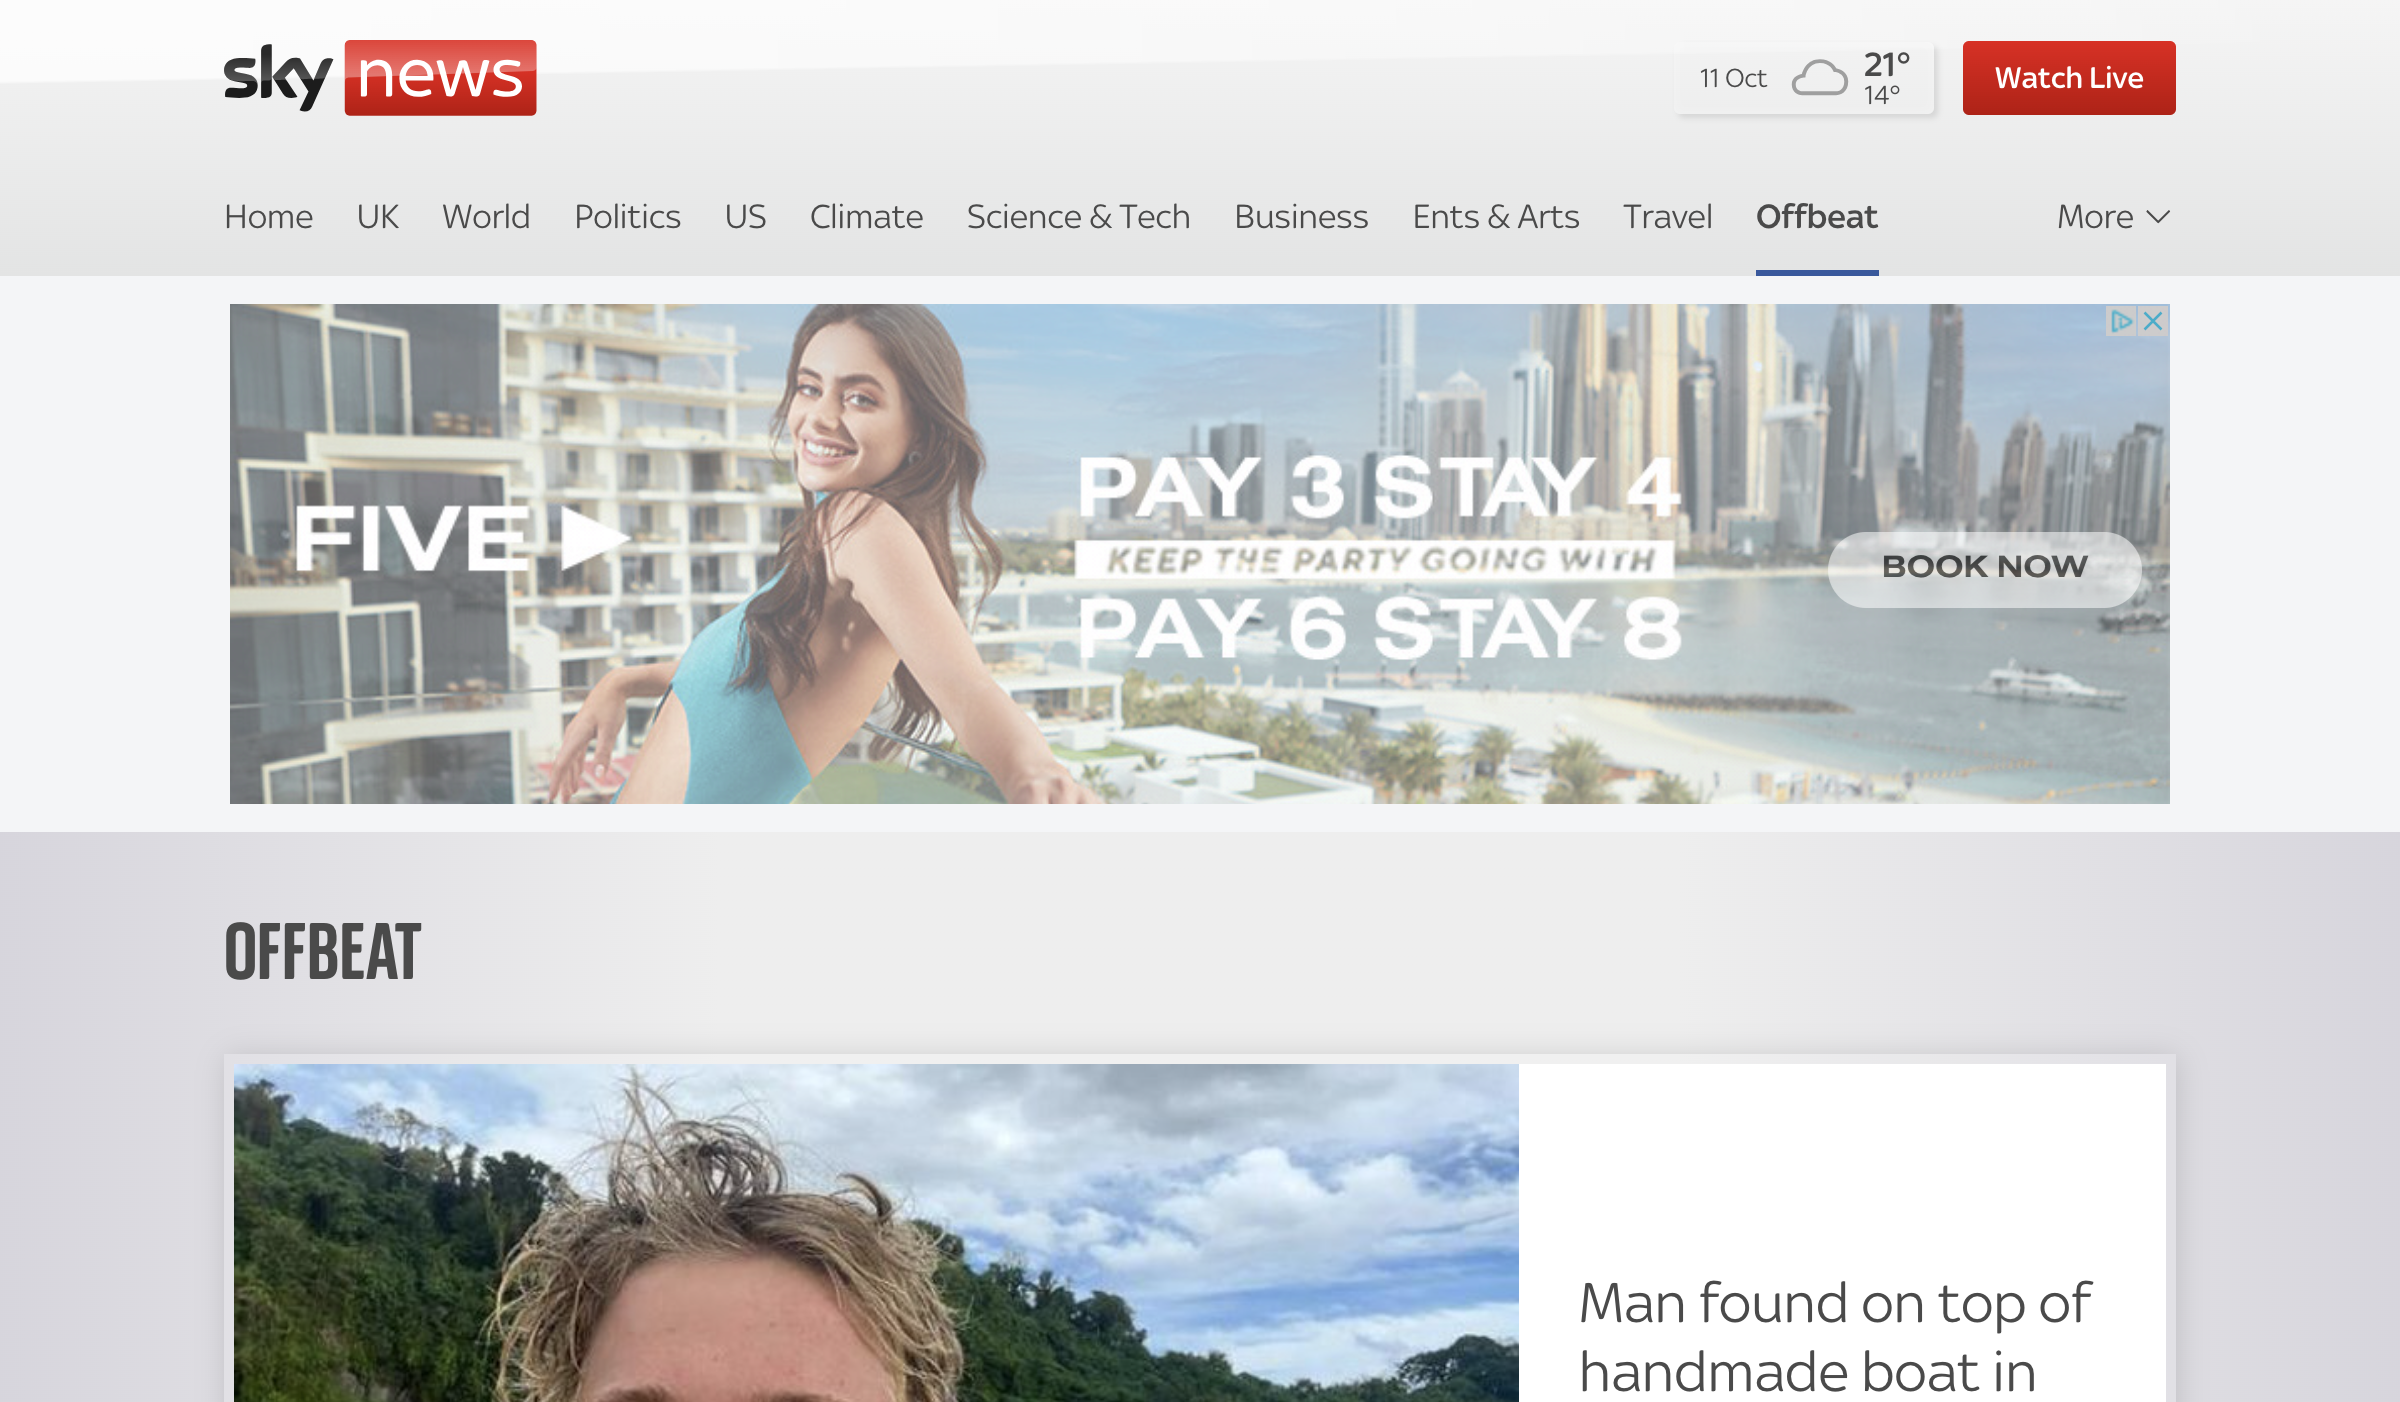 sky news
11 Oct
21°
14°
Watch Live
Home UK World Politics US Climate Science & Tech Business Ents & Arts Travel Offbeat More
FIVE
PAY 3 STAY 4
KEEP THE PARTY GOING WITH
PAY 6 STAY 8
BOOK NOW
OFFBEAT
Man found on top of
handmade boat in